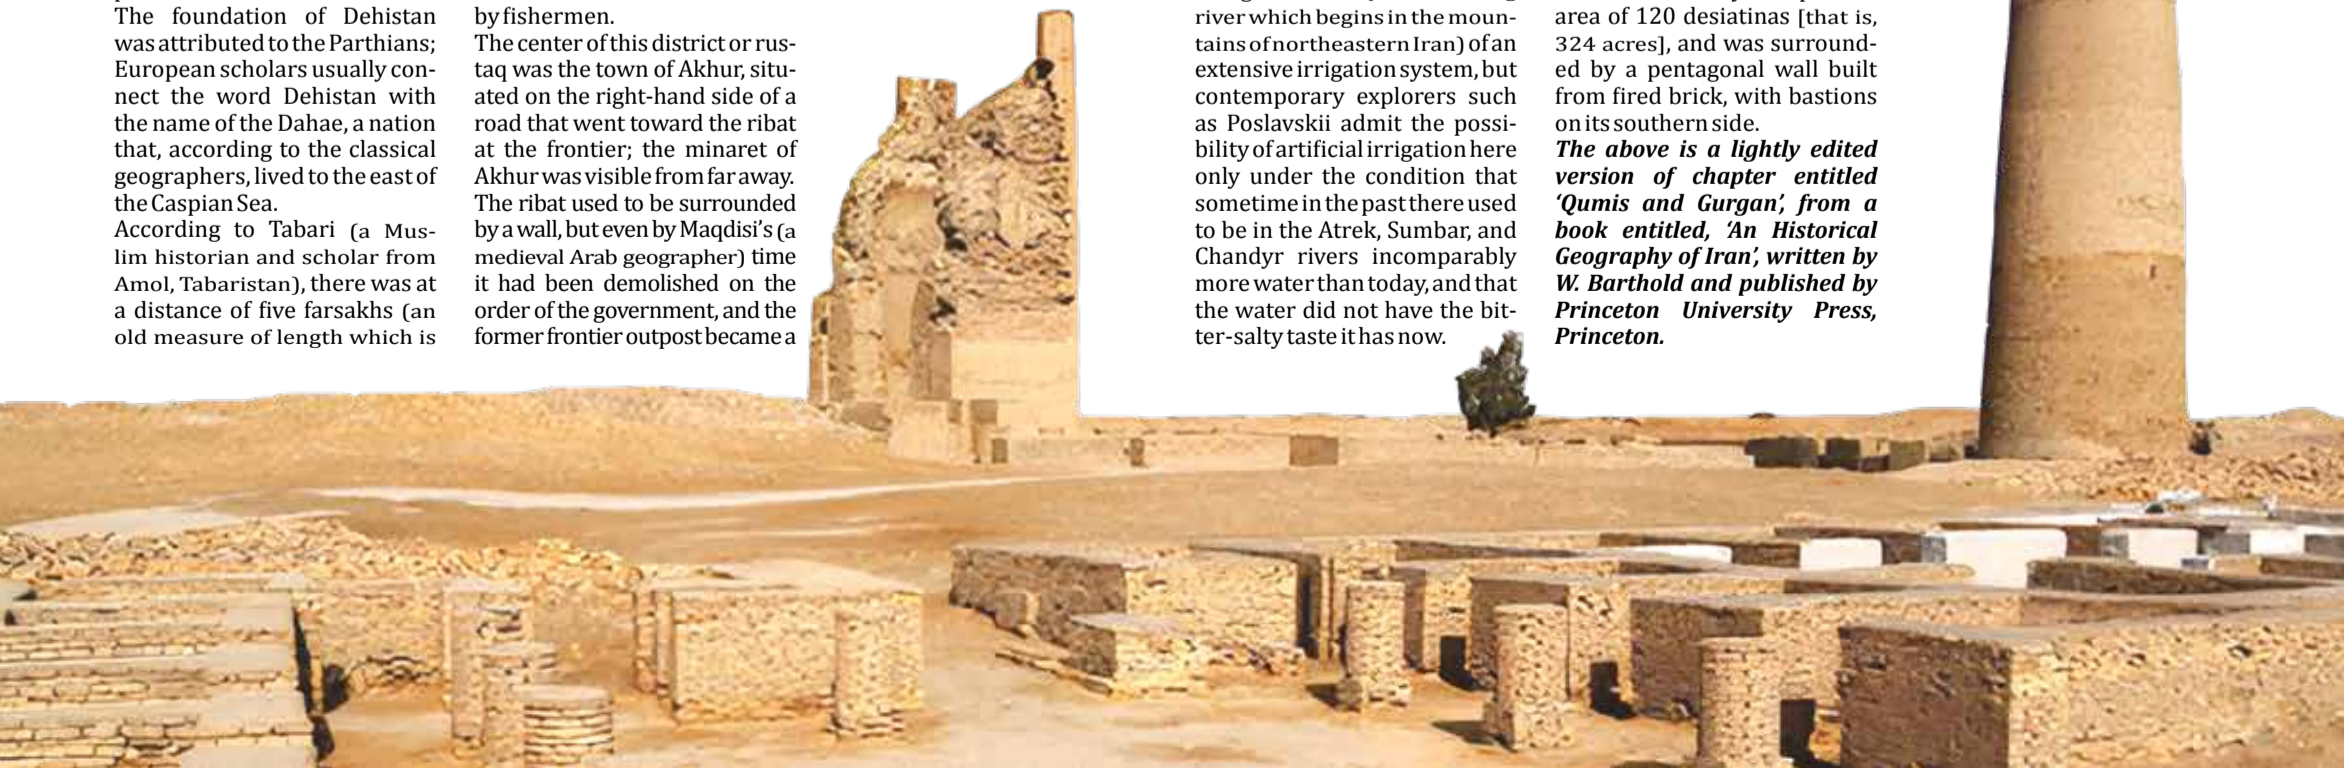 The foundation of Dehistan
was attributed to the Parthians;
European scholars usually con-
nect the word Dehistan with
the name of the Dahae, a nation
that, according to the classical
geographers, lived to the east of
the Caspian Sea.
According to Tabari (a Mus-
lim historian and scholar from
Amol, Tabaristan), there was at
a distance of five farsakhs (an
old measure of length which is
by fishermen.
The center of this district or rus-
taq was the town of Akhur, situ-
ated on the right-hand side of a
road that went toward the ribat
at the frontier; the minaret of
Akhur was visible from far away.
The ribat used to be surrounded
by a wall, but even by Maqdisi’s (a
medieval Arab geographer) time
it had been demolished on the
order of the government, and the
former frontier outpost became a
river which begins in the moun-
tains of northeastern Iran) of an
extensive irrigation system, but
contemporary explorers such
as Poslavskii admit the possi-
bility of artificial irrigation here
only under the condition that
sometime in the past there used
to be in the Atrek, Sumbar, and
Chandyr rivers incomparably
more water than today, and that
the water did not have the bit-
ter-salty taste it has now.
area of 120 desiatinas [that is,
324 acres], and was surround-
ed by a pentagonal wall built
from fired brick, with bastions
on its southern side.
The above is a lightly edited
version of chapter entitled
‘Qumis and Gurgan’, from a
book entitled, ‘An Historical
Geography of Iran’, written by
W. Barthold and published by
Princeton University Press,
Princeton.